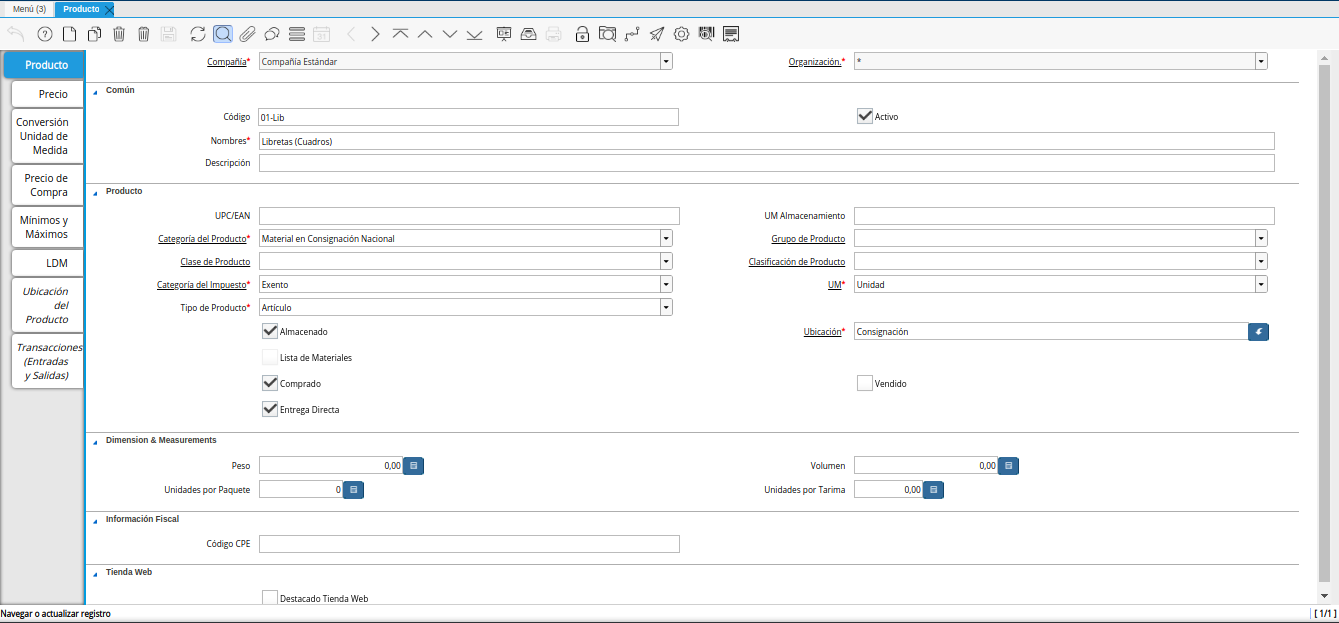 Menú (3)
Producto
Producto
Precio
Conversión
Unidad de
Medida
Precio de
Compra
Mínimos y
Máximos
LDM
Ubicación
del
Producto
Transacciones
(Entradas
y Salidas)
Compañía* Compañía Estándar Organización.* *
Común
Código 01-Lib Activo
Nombres* Libretas (Cuadros)
Descripción
Producto
UPC/EAN UM Almacenamiento
Categoría del Producto* Material en Consignación Nacional Grupo de Producto
Clase de Producto Clasificación de Producto
Categoría del Impuesto* Exento UM* Unidad
Tipo de Producto* Artículo
Almacenado Ubicación* Consignación
Lista de Materiales
Comprado Vendido
Entrega Directa
Dimension & Measurements
Peso 0,00 Volumen 0,00
Unidades por Paquete 0 Unidades por Tarima 0,00
Información Fiscal
Código CPE
Tienda Web
Destacado Tienda Web
Navegar o actualizar registro [ 1/1 ]